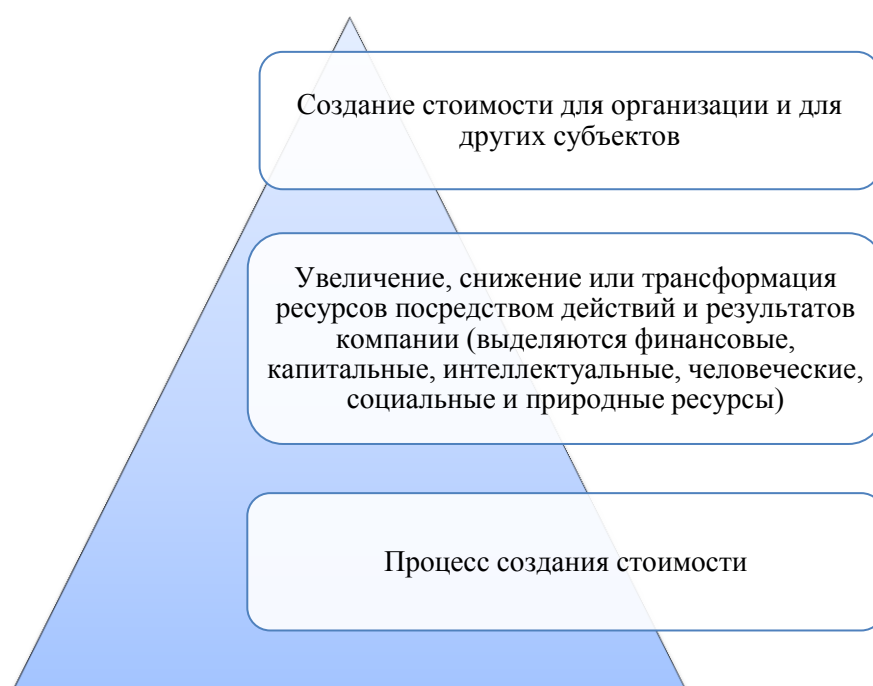 Создание стоимости для организации и для
других субъектов
Увеличение, снижение или трансформация
ресурсов посредством действий и результатов
компании (выделяются финансовые,
капитальные, интеллектуальные, человеческие,
социальные и природные ресурсы)
Процесс создания стоимости